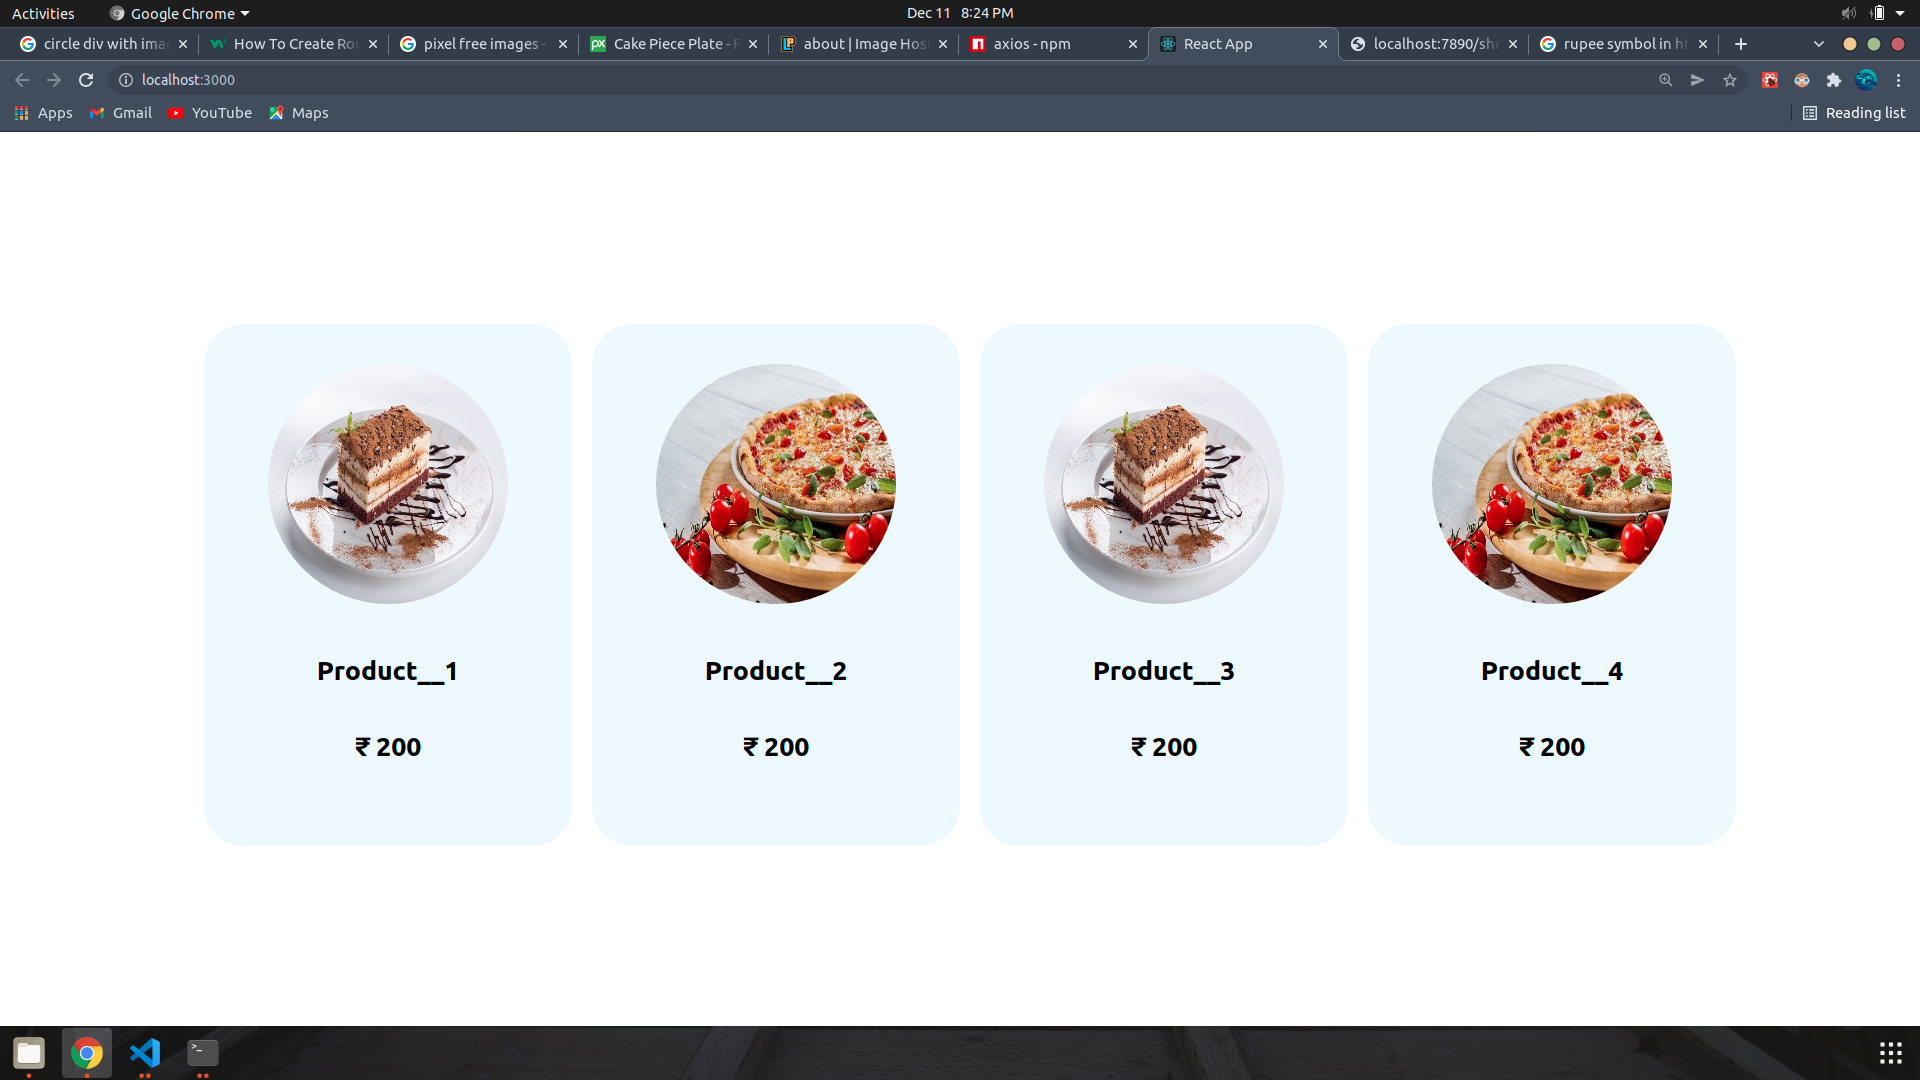 Activities Google Chrome Dec 11 8:24 PM
circle div with ima How To Create Ro pixel free images - Cake Piece Plate - F about | Image Hos axios - npm React App localhost:7890/sh rupee symbol in h
localhost:3000
Apps Gmail YouTube Maps Reading list
Product__1 Product__2 Product__3 Product__4
₹ 200 ₹ 200 ₹ 200 ₹ 200